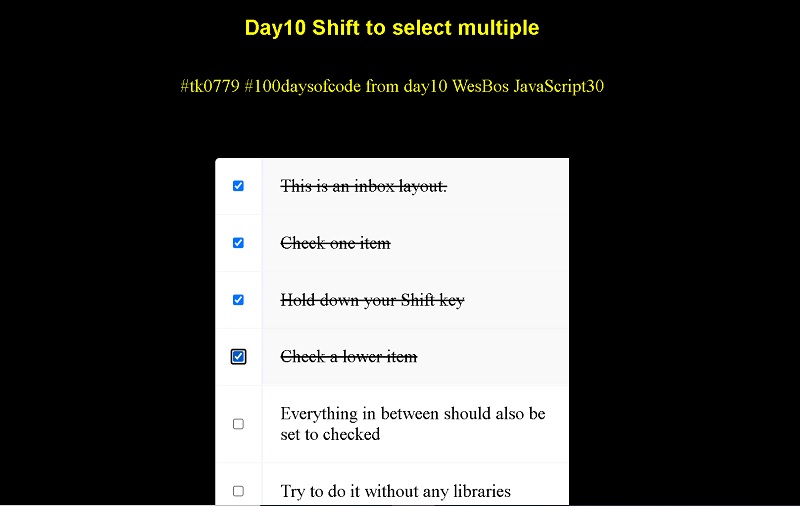 Day10 Shift to select multiple
#tk0779 #100daysofcode from day10 WesBos JavaScript30
This is an inbox layout.
Check one item
Hold down your Shift key
Check a lower item
Everything in between should also be
set to checked
Try to do it without any libraries